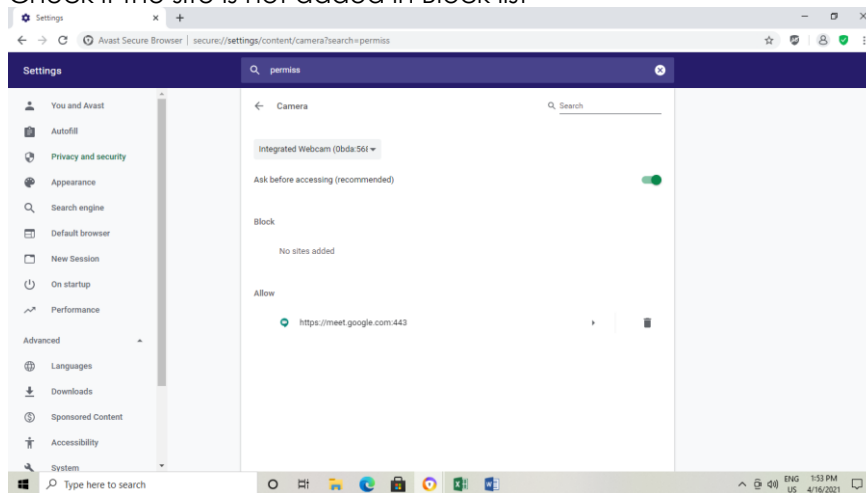 Check if the site is not added in Block list
Settings
Avast Secure Browser | secure://settings/content/camera?search=permiss
Settings
permiss
You and Avast
Autofill
Privacy and security
Appearance
Search engine
Default browser
New Session
On startup
Performance
Advanced
Languages
Downloads
Sponsored Content
Accessibility
System
Camera
Search
Integrated Webcam (0bda:568
Ask before accessing (recommended)
Block
No sites added
Allow
https://meet.google.com:443
Type here to search
ENG
US
1:53 PM
4/16/2021